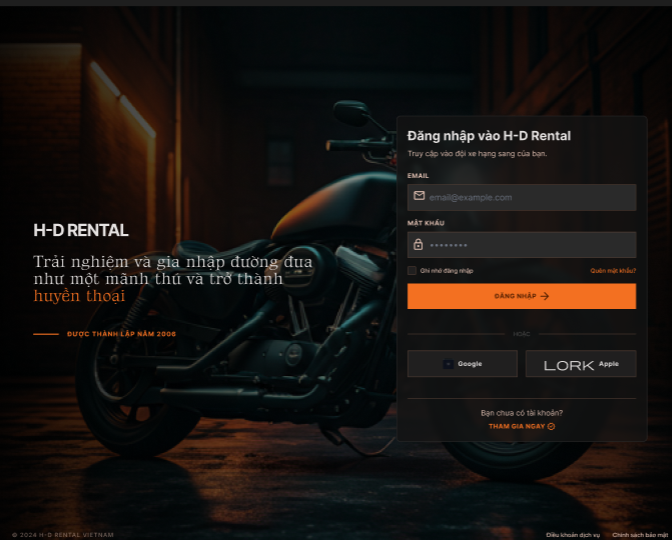 H-D RENTAL
Trải nghiệm và gia nhập đường đua
như một mãnh thú và trở thành
huyền thoại
ĐƯỢC THÀNH LẬP NĂM 2006
Đăng nhập vào H-D Rental
Truy cập vào đội xe hạng sang của bạn.
EMAIL
email@example.com
MẬT KHẨU
••••••••
Ghi nhớ đăng nhập
Quên mật khẩu?
ĐĂNG NHẬP
HOẶC
Google
LORK Apple
Bạn chưa có tài khoản?
THAM GIA NGAY
© 2024 H-D RENTAL VIETNAM
Điều khoản dịch vụ
Chính sách bảo mật